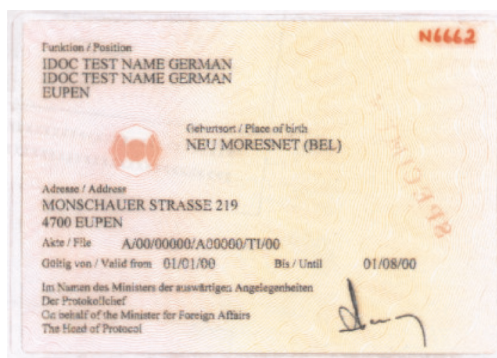 N6662
Funktion / Position
IDOC TEST NAME GERMAN
IDOC TEST NAME GERMAN
EUPEN
Geburtsort / Place of birth
NEU MORESNET (BEL)
SPECIMEN
Adresse / Address
MONSCHAUER STRASSE 219
4700 EUPEN
Akte / File A/00/00000/A00000/TI/00
Gültig von / Valid from 01/01/00 Bis / Until 01/08/00
Im Namen des Ministers der auswärtigen Angelegenheiten
Der Protokollchef
On behalf of the Minister for Foreign Affairs
The Head of Protocol